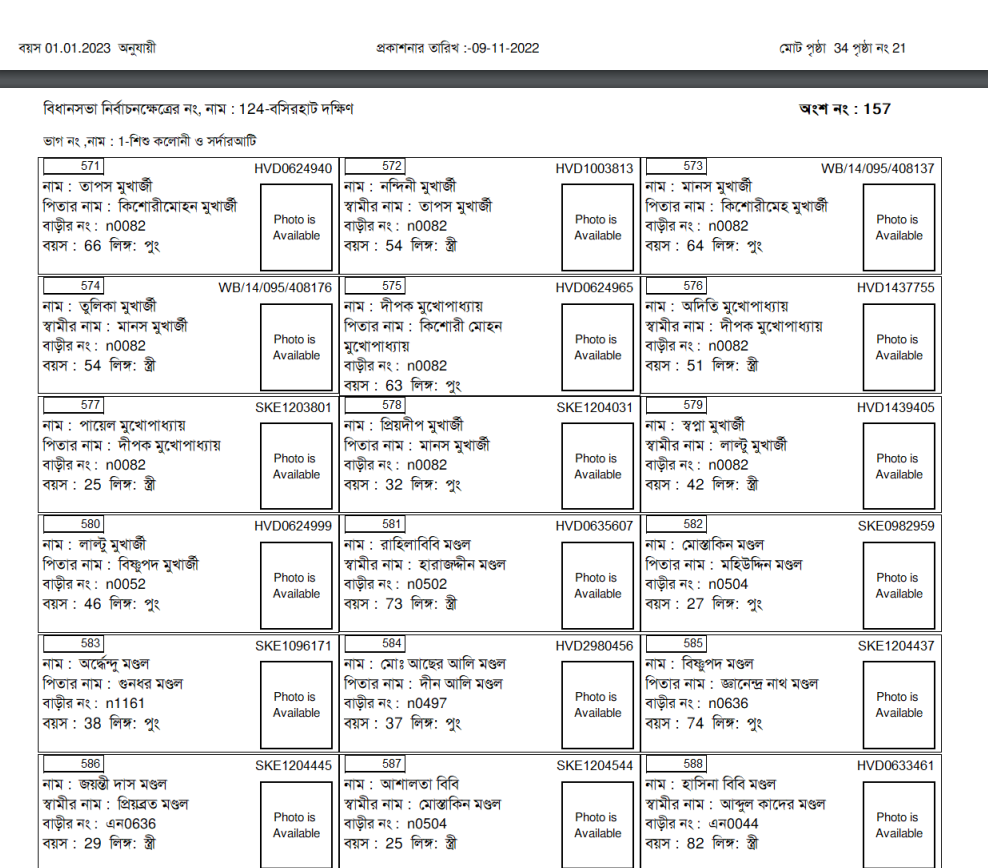 বয়স 01.01.2023 অনুযায়ী
প্রকাশনার তারিখ :-09-11-2022
মোট পৃষ্ঠা 34 পৃষ্ঠা নং 21
বিধানসভা নির্বাচনক্ষেত্রের নং, নাম : 124-বসিরহাট দক্ষিণ
অংশ নং : 157
ভাগ নং ,নাম : 1-শিশু কলোনী ও সর্দারআটি
571 HVD0624940
নাম : তাপস মুখার্জী
পিতার নাম : কিশোরীমোহন মুখার্জী
বাড়ীর নং : n0082
বয়স : 66 লিঙ্গ: পুং
Photo is
Available
572 HVD1003813
নাম : নন্দিনী মুখার্জী
স্বামীর নাম : তাপস মুখার্জী
বাড়ীর নং : n0082
বয়স : 54 লিঙ্গ: স্ত্রী
Photo is
Available
573 WB/14/095/408137
নাম : মানস মুখার্জী
পিতার নাম : কিশোরীমেহ মুখার্জী
বাড়ীর নং : n0082
বয়স : 64 লিঙ্গ: পুং
Photo is
Available
574 WB/14/095/408176
নাম : তুলিকা মুখার্জী
স্বামীর নাম : মানস মুখার্জী
বাড়ীর নং : n0082
বয়স : 54 লিঙ্গ: স্ত্রী
Photo is
Available
575 HVD0624965
নাম : দীপক মুখোপাধ্যায়
পিতার নাম : কিশোরী মোহন
মুখোপাধ্যায়
বাড়ীর নং : n0082
বয়স : 63 লিঙ্গ: পুং
Photo is
Available
576 HVD1437755
নাম : অদিতি মুখোপাধ্যায়
স্বামীর নাম : দীপক মুখোপাধ্যায়
বাড়ীর নং : n0082
বয়স : 51 লিঙ্গ: স্ত্রী
Photo is
Available
577 SKE1203801
নাম : পায়েল মুখোপাধ্যায়
পিতার নাম : দীপক মুখোপাধ্যায়
বাড়ীর নং : n0082
বয়স : 25 লিঙ্গ: স্ত্রী
Photo is
Available
578 SKE1204031
নাম : প্রিয়দীপ মুখার্জী
পিতার নাম : মানস মুখার্জী
বাড়ীর নং : n0082
বয়স : 32 লিঙ্গ: পুং
Photo is
Available
579 HVD1439405
নাম : স্বপ্না মুখার্জী
স্বামীর নাম : লাল্টু মুখার্জী
বাড়ীর নং : n0082
বয়স : 42 লিঙ্গ: স্ত্রী
Photo is
Available
580 HVD0624999
নাম : লাল্টু মুখার্জী
পিতার নাম : বিষ্ণুপদ মুখার্জী
বাড়ীর নং : n0052
বয়স : 46 লিঙ্গ: পুং
Photo is
Available
581 HVD0635607
নাম : রাহিলাবিবি মণ্ডল
স্বামীর নাম : হারাজদ্দীন মণ্ডল
বাড়ীর নং : n0502
বয়স : 73 লিঙ্গ: স্ত্রী
Photo is
Available
582 SKE0982959
নাম : মোস্তাকিন মণ্ডল
পিতার নাম : মহিউদ্দিন মণ্ডল
বাড়ীর নং : n0504
বয়স : 27 লিঙ্গ: পুং
Photo is
Available
583 SKE1096171
নাম : অর্দ্ধেন্দু মণ্ডল
পিতার নাম : গুনধর মণ্ডল
বাড়ীর নং : n1161
বয়স : 38 লিঙ্গ: পুং
Photo is
Available
584 HVD2980456
নাম : মোঃ আছের আলি মণ্ডল
পিতার নাম : দীন আলি মণ্ডল
বাড়ীর নং : n0497
বয়স : 37 লিঙ্গ: পুং
Photo is
Available
585 SKE1204437
নাম : বিষ্ণুপদ মণ্ডল
পিতার নাম : জ্ঞানেন্দ্র নাথ মণ্ডল
বাড়ীর নং : n0636
বয়স : 74 লিঙ্গ: পুং
Photo is
Available
586 SKE1204445
নাম : জয়ন্তী দাস মণ্ডল
স্বামীর নাম : প্রিয়ব্রত মণ্ডল
বাড়ীর নং : এন0636
বয়স : 29 লিঙ্গ: স্ত্রী
Photo is
Available
587 SKE1204544
নাম : আশালতা বিবি
স্বামীর নাম : মোস্তাকিন মণ্ডল
বাড়ীর নং : n0504
বয়স : 25 লিঙ্গ: স্ত্রী
Photo is
Available
588 HVD0633461
নাম : হাসিনা বিবি মণ্ডল
স্বামীর নাম : আব্দুল কাদের মণ্ডল
বাড়ীর নং : এন0044
বয়স : 82 লিঙ্গ: স্ত্রী
Photo is
Available